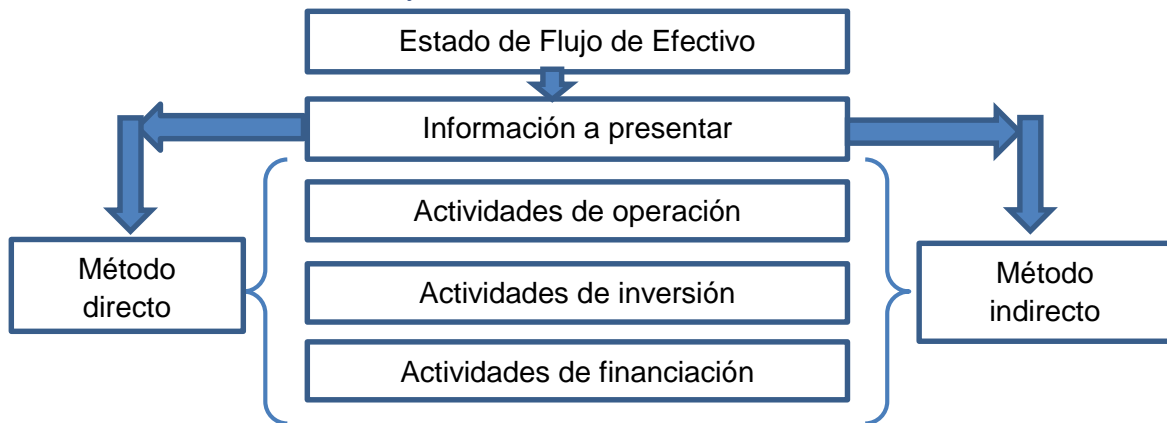 Estado de Flujo de Efectivo
Información a presentar
Actividades de operación
Método
directo
Actividades de inversión
Método
indirecto
Actividades de financiación